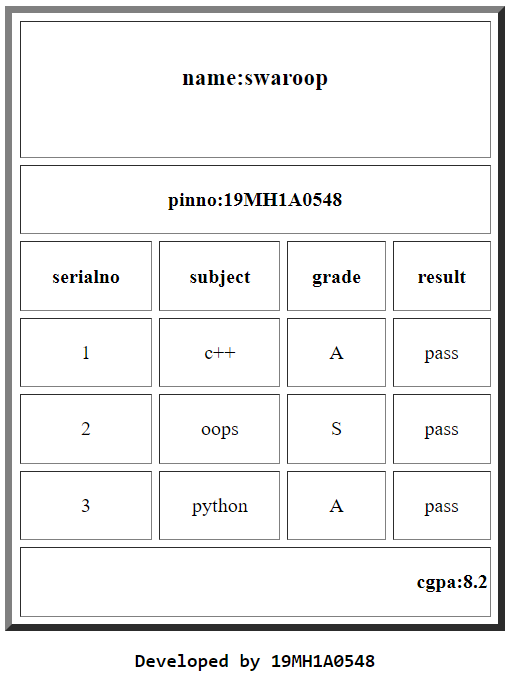 name:swaroop
pinno:19MH1A0548
serialno subject grade result
1 c++ A pass
2 oops S pass
3 python A pass
cgpa:8.2
Developed by 19MH1A0548